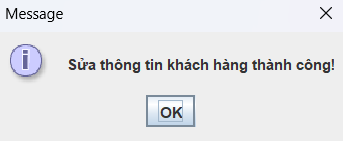 Message
Sửa thông tin khách hàng thành công!
OK